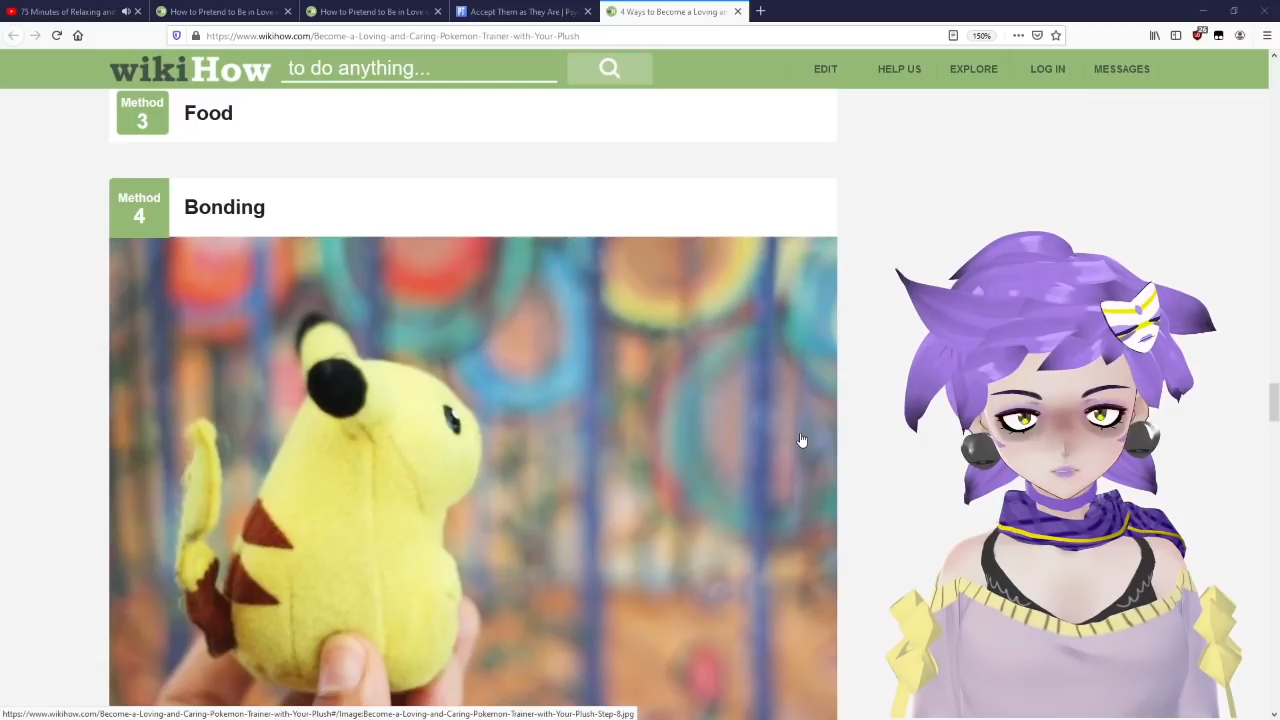 75 Minutes of Relaxing and
How to Pretend to Be in Love
How to Pretend to Be in Love
Accept Them as They Are | Psy
4 Ways to Become a Loving ar
https://www.wikihow.com/Become-a-Loving-and-Caring-Pokemon-Trainer-with-Your-Plush
150%
26
wikiHow to do anything... EDIT HELP US EXPLORE LOG IN MESSAGES
Method
3
Food
Method
4
Bonding
https://www.wikihow.com/Become-a-Loving-and-Caring-Pokemon-Trainer-with-Your-Plush#/Image:Become-a-Loving-and-Caring-Pokemon-Trainer-with-Your-Plush-Step-8.jpg